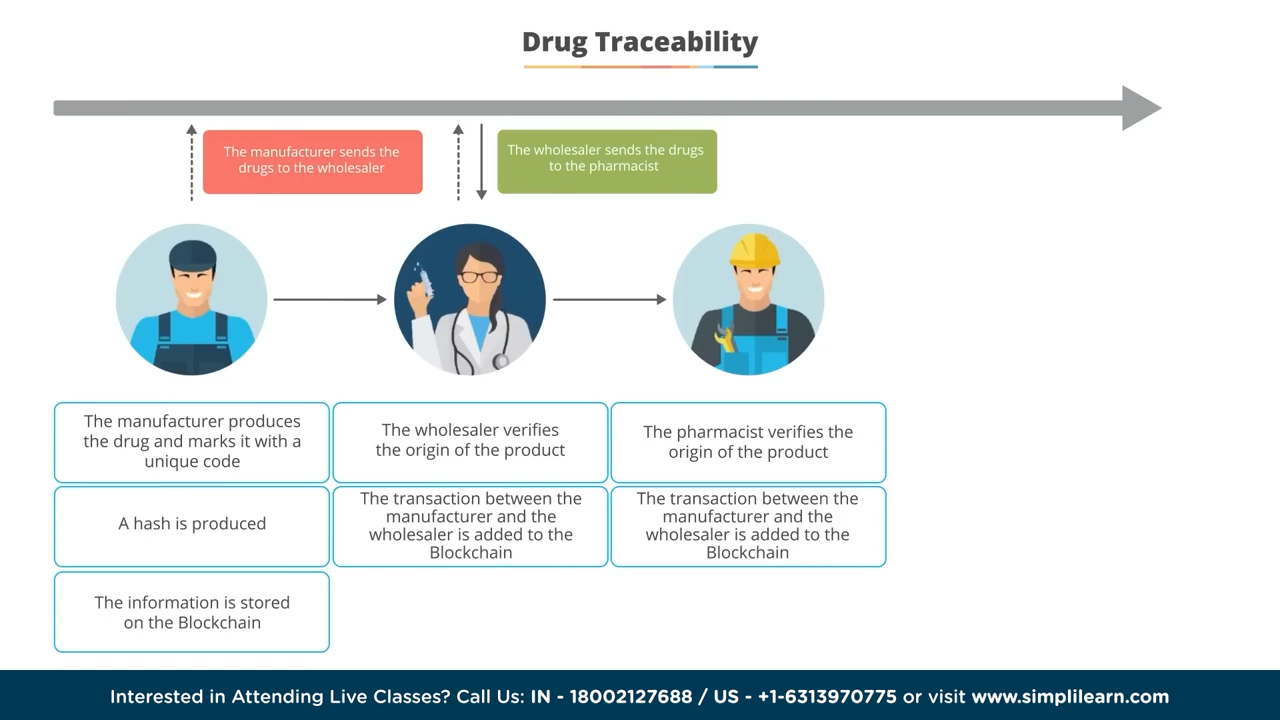 Drug Traceability
The manufacturer sends the
drugs to the wholesaler
The wholesaler sends the drugs
to the pharmacist
The manufacturer produces
the drug and marks it with a
unique code
The wholesaler verifies
the origin of the product
The pharmacist verifies the
origin of the product
A hash is produced
The transaction between the
manufacturer and the
wholesaler is added to the
Blockchain
The transaction between the
manufacturer and the
wholesaler is added to the
Blockchain
The information is stored
on the Blockchain
Interested in Attending Live Classes? Call Us: IN - 18002127688 / US - +1-6313970775 or visit www.simplilearn.com